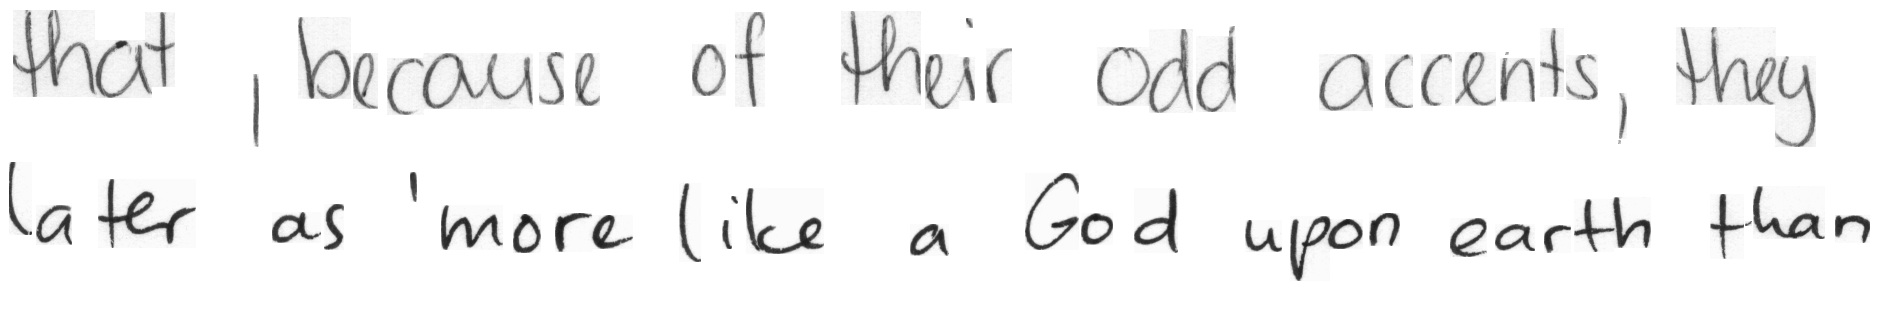 that , because of their odd accents, they
later as 'more like a God upon earth than